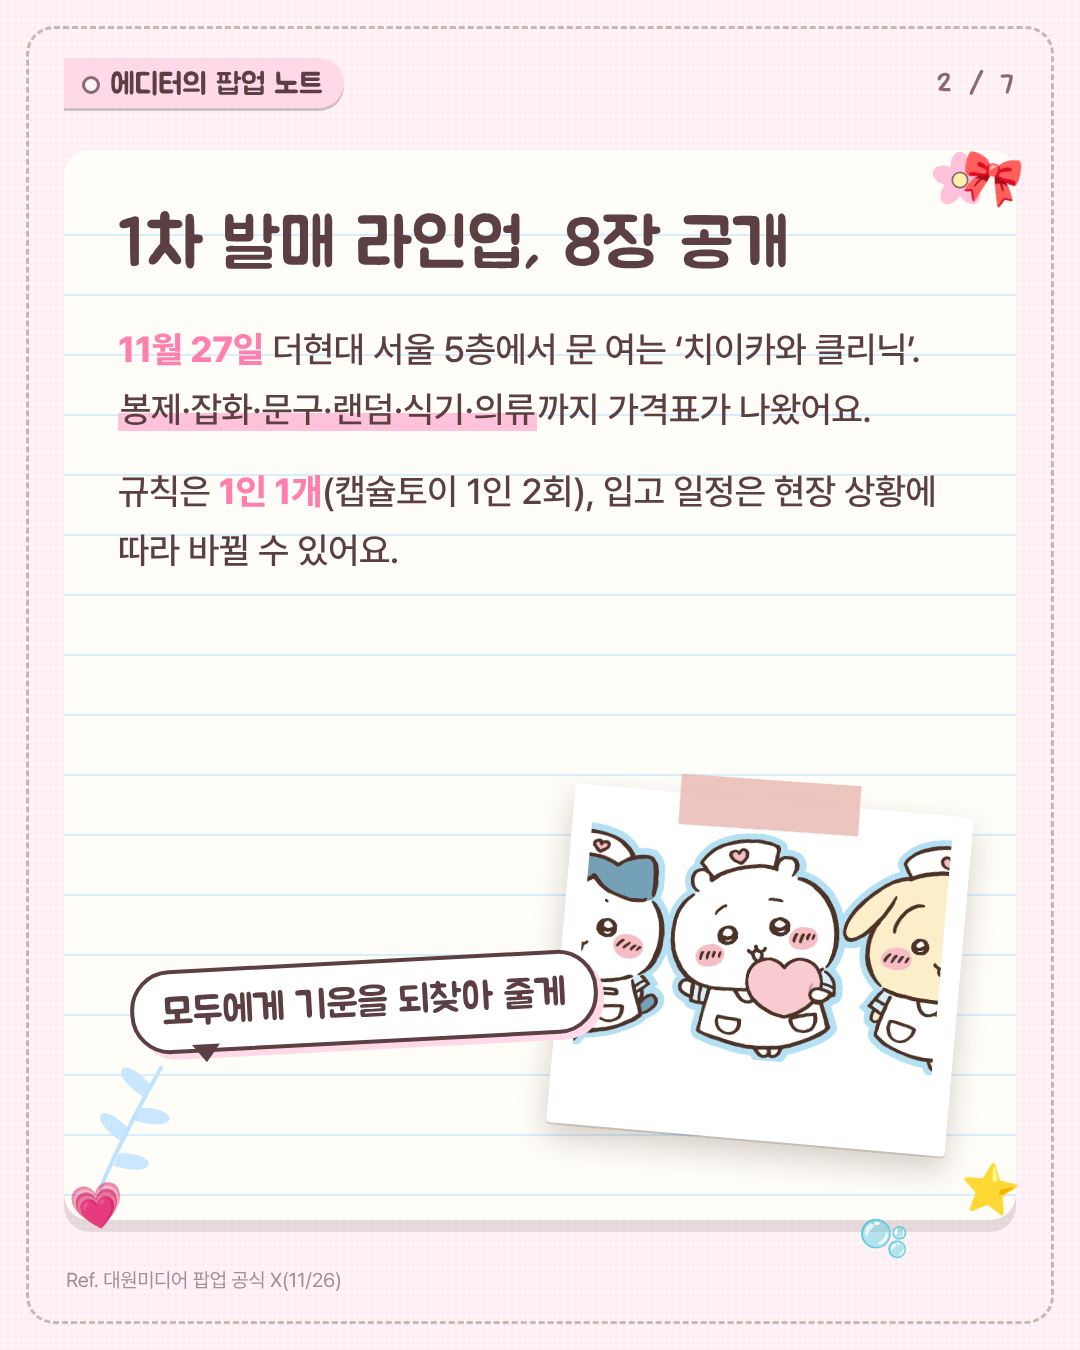 에디터의 팝업 노트
2 / 7
1차 발매 라인업, 8장 공개
11월 27일 더현대 서울 5층에서 문 여는 ‘치이카와 클리닉’.
봉제·잡화·문구·랜덤·식기·의류까지 가격표가 나왔어요.
규칙은 1인 1개(캡슐토이 1인 2회), 입고 일정은 현장 상황에
따라 바뀔 수 있어요.
모두에게 기운을 되찾아 줄게
Ref. 대원미디어 팝업 공식 X(11/26)